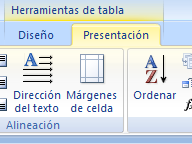 Herramientas de tabla
Diseño Presentación
Dirección del texto
Márgenes de celda
A
Z
Ordenar
Alineación